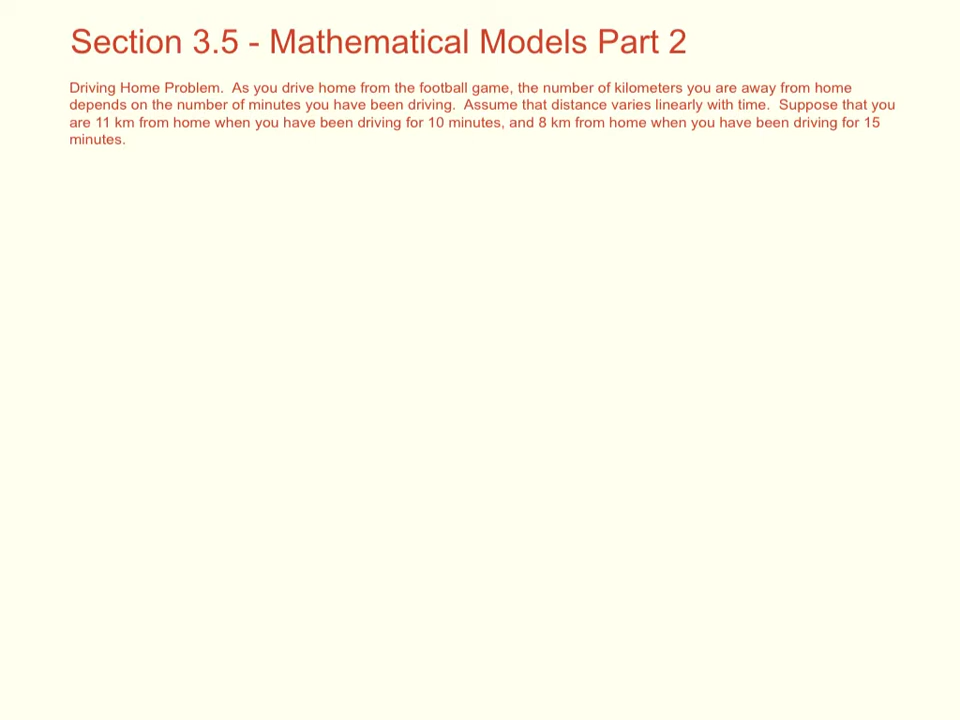 Section 3.5 - Mathematical Models Part 2
Driving Home Problem.  As you drive home from the football game, the number of kilometers you are away from home
depends on the number of minutes you have been driving.  Assume that distance varies linearly with time.  Suppose that you
are 11 km from home when you have been driving for 10 minutes, and 8 km from home when you have been driving for 15
minutes.